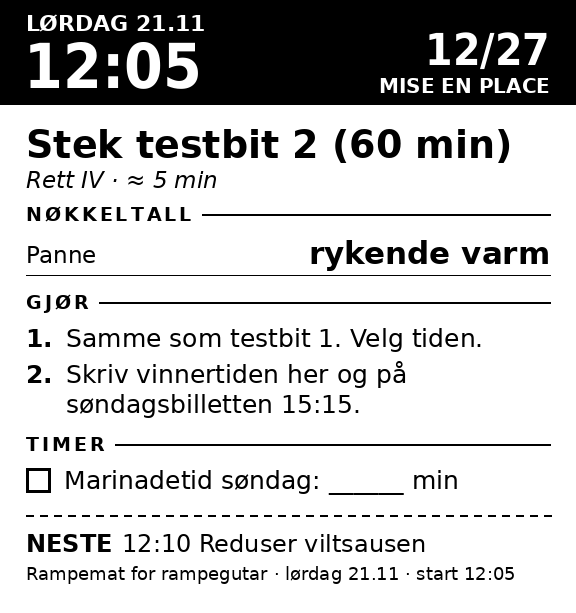 LØRDAG 21.11
12:05
12/27
MISE EN PLACE
Stek testbit 2 (60 min)
Rett IV · ≈ 5 min
NØKKELTALL
Panne rykende varm
GJØR
1. Samme som testbit 1. Velg tiden.
2. Skriv vinnertiden her og på
søndagsbilletten 15:15.
TIMER
Marinadetid søndag: ______ min
NESTE 12:10 Reduser viltsausen
Rampemat for rampegutar · lørdag 21.11 · start 12:05